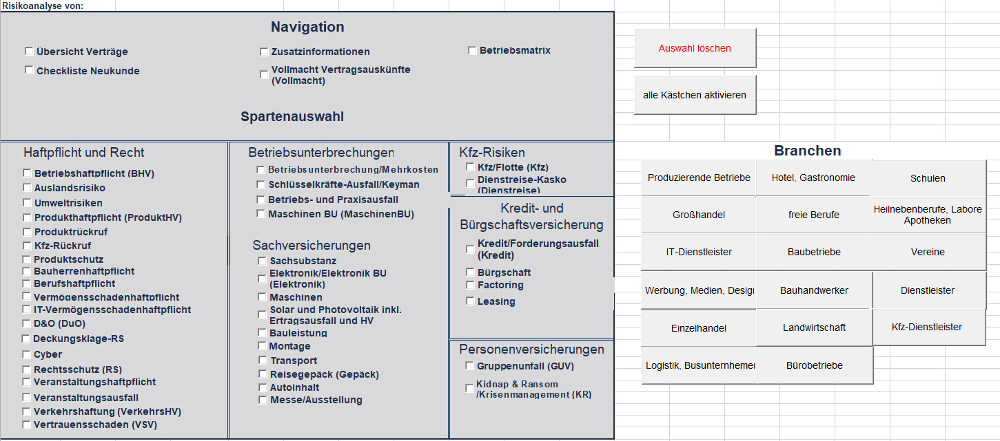 Risikoanalyse von:
Navigation
Übersicht Verträge
Zusatzinformationen
Betriebsmatrix
Checkliste Neukunde
Vollmacht Vertragsauskünfte
(Vollmacht)
Spartenauswahl
Haftpflicht und Recht
Betriebshaftpflicht (BHV)
Auslandsrisiko
Umweltrisiken
Produkthaftpflicht (ProduktHV)
Produktrückruf
Kfz-Rückruf
Produktschutz
Bauherrenhaftpflicht
Berufshaftpflicht
Vermögensschadenhaftpflicht
IT-Vermögensschadenhaftpflicht
D&O (DuO)
Deckungsklage-RS
Cyber
Rechtsschutz (RS)
Veranstaltungshaftpflicht
Veranstaltungsausfall
Verkehrshaftung (VerkehrsHV)
Vertrauensschaden (VSV)
Betriebsunterbrechungen
Betriebsunterbrechung/Mehrkosten
Schlüsselkräfte-Ausfall/Keyman
Betriebs- und Praxisausfall
Maschinen BU (MaschinenBU)
Sachversicherungen
Sachsubstanz
Elektronik/Elektronik BU
(Elektronik)
Maschinen
Solar und Photovoltaik inkl.
Ertragsausfall und HV
Bauleistung
Montage
Transport
Reisegepäck (Gepäck)
Autoinhalt
Messe/Ausstellung
Kfz-Risiken
Kfz/Flotte (Kfz)
Dienstreise-Kasko
(Dienstreise)
Kredit- und
Bürgschaftsversicherung
Kredit/Forderungsausfall
(Kredit)
Bürgschaft
Factoring
Leasing
Personenversicherungen
Gruppenunfall (GUV)
Kidnap & Ransom
/Krisenmanagement (KR)
Auswahl löschen
alle Kästchen aktivieren
Branchen
Produzierende Betriebe
Hotel, Gastronomie
Schulen
Großhandel
freie Berufe
Heilnebenberufe, Labore
Apotheken
IT-Dienstleister
Baubetriebe
Vereine
Werbung, Medien, Design
Bauhandwerker
Dienstleister
Einzelhandel
Landwirtschaft
Kfz-Dienstleister
Logistik, Busunternhemer
Bürobetriebe